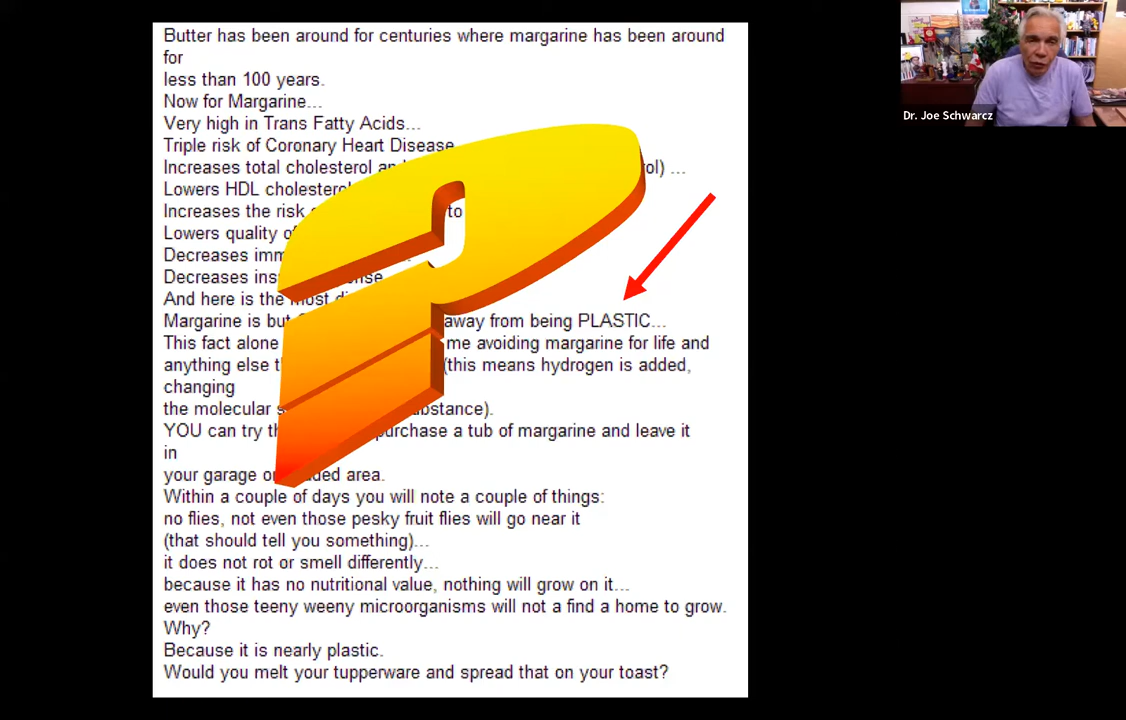 Butter has been around for centuries where margarine has been around
for
less than 100 years.
Now for Margarine...
Very high in Trans Fatty Acids...
Triple risk of Coronary Heart Disease
Increases total cholesterol ol) ...
Lowers HDL cholesterol
Increases the risk to
Lowers quality
Decreases
Decreases
And here is the most
Margarine is but away from being PLASTIC...
This fact alone me avoiding margarine for life and
anything else (this means hydrogen is added,
changing
the molecular
YOU can try purchase a tub of margarine and leave it
in
your garage area.
Within a couple of days you will note a couple of things:
no flies, not even those pesky fruit flies will go near it
(that should tell you something)...
it does not rot or smell differently...
because it has no nutritional value, nothing will grow on it...
even those teeny weeny microorganisms will not a find a home to grow.
Why?
Because it is nearly plastic.
Would you melt your tupperware and spread that on your toast?
?
Dr. Joe Schwarcz